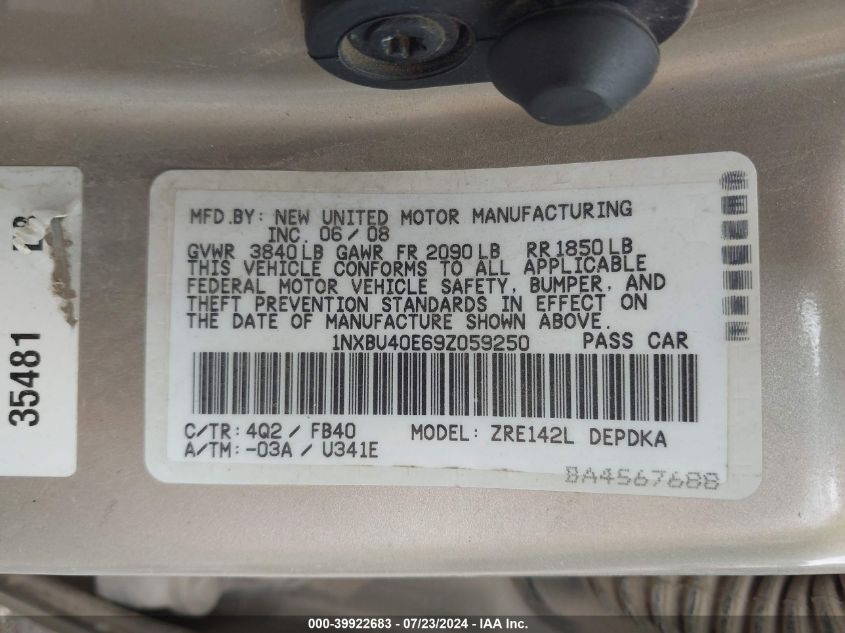 MFD.BY: NEW UNITED MOTOR MANUFACTURING
INC. 06/08
GVWR 3840LB GAWR FR 2090LB RR1850LB
THIS VEHICLE CONFORMS TO ALL APPLICABLE
FEDERAL MOTOR VEHICLE SAFETY, BUMPER, AND
THEFT PREVENTION STANDARDS IN EFFECT ON
THE DATE OF MANUFACTURE SHOWN ABOVE.
1NXBU40E69Z059250 PASS CAR
C/TR: 4Q2 / FB40 MODEL: ZRE142L DEPDKA
A/TM: -03A / U341E
BA4567688
35481
000-39922683 - 07/23/2024 - © IAA Inc.